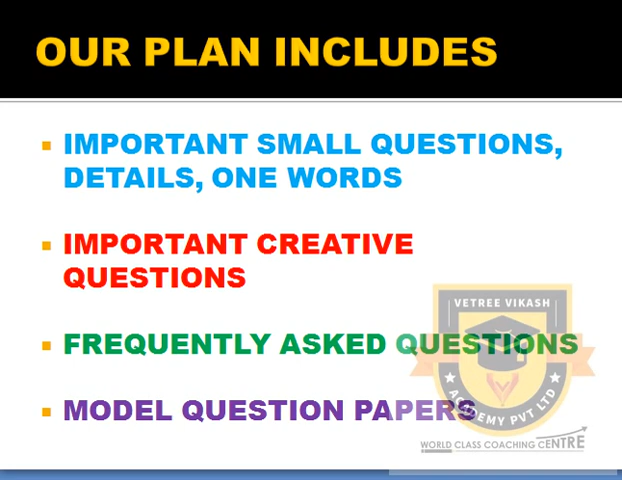 OUR PLAN INCLUDES
IMPORTANT SMALL QUESTIONS,
DETAILS, ONE WORDS
IMPORTANT CREATIVE
QUESTIONS
FREQUENTLY ASKED QUESTIONS
MODEL QUESTION PAPERS
VETREE VIKASH
ACADEMY PVT LTD
WORLD CLASS COACHING CENTRE